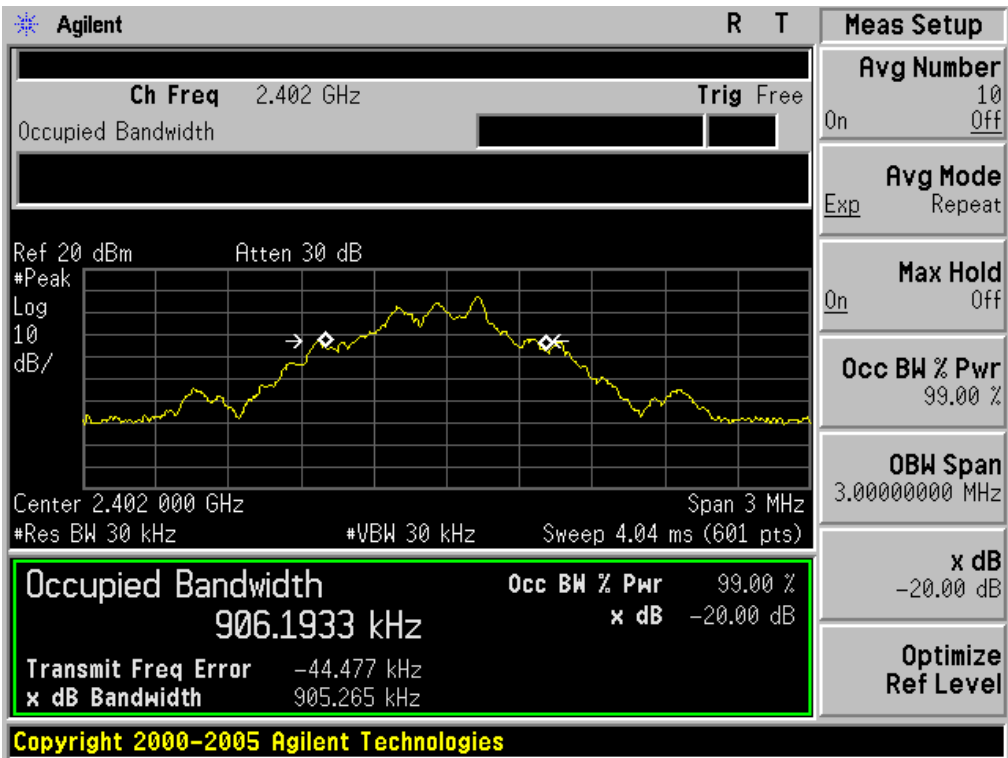 Agilent R T
Ch Freq 2.402 GHz Trig Free
Occupied Bandwidth
Ref 20 dBm Atten 30 dB
#Peak
Log
10
dB/
Center 2.402 000 GHz Span 3 MHz
#Res BW 30 kHz #VBW 30 kHz Sweep 4.04 ms (601 pts)
Occupied Bandwidth Occ BW % Pwr 99.00 %
906.1933 kHz x dB -20.00 dB
Transmit Freq Error -44.477 kHz
x dB Bandwidth 905.265 kHz
Copyright 2000-2005 Agilent Technologies
Meas Setup
Avg Number
10
On Off
Avg Mode
Exp Repeat
Max Hold
On Off
Occ BW % Pwr
99.00 %
OBW Span
3.00000000 MHz
x dB
-20.00 dB
Optimize
Ref Level